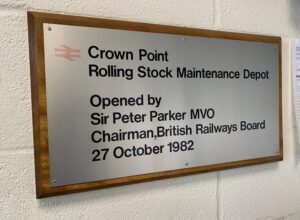 Crown Point
Rolling Stock Maintenance Depot
Opened by
Sir Peter Parker MVO
Chairman,British Railways Board
27 October 1982